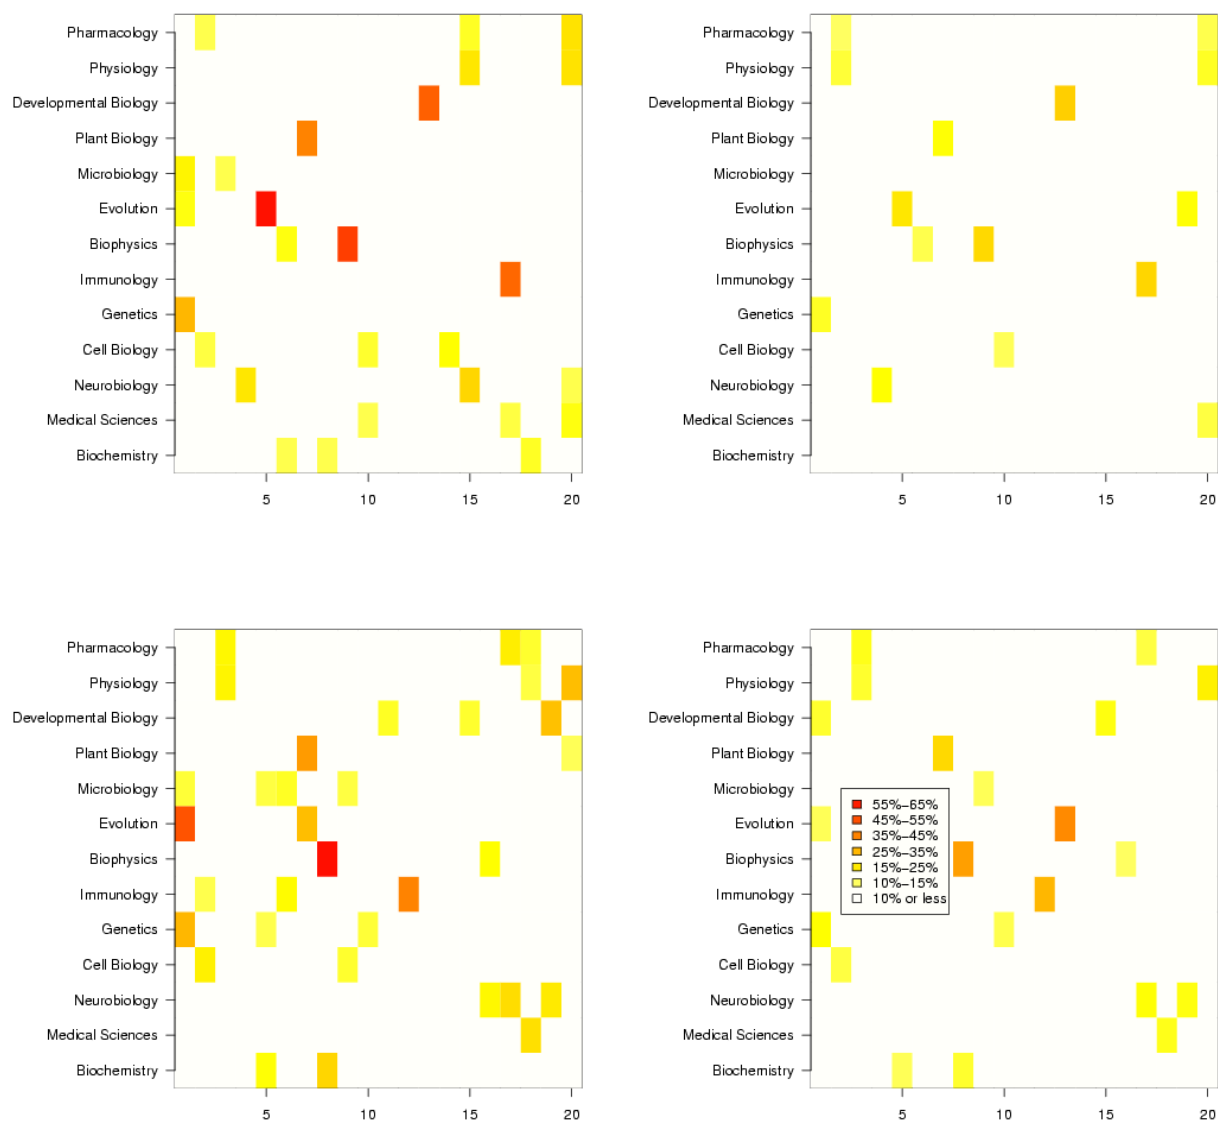 Pharmacology
Physiology
Developmental Biology
Plant Biology
Microbiology
Evolution
Biophysics
Immunology
Genetics
Cell Biology
Neurobiology
Medical Sciences
Biochemistry
5 10 15 20
Pharmacology
Physiology
Developmental Biology
Plant Biology
Microbiology
Evolution
Biophysics
Immunology
Genetics
Cell Biology
Neurobiology
Medical Sciences
Biochemistry
5 10 15 20
Pharmacology
Physiology
Developmental Biology
Plant Biology
Microbiology
Evolution
Biophysics
Immunology
Genetics
Cell Biology
Neurobiology
Medical Sciences
Biochemistry
5 10 15 20
Pharmacology
Physiology
Developmental Biology
Plant Biology
Microbiology
Evolution
Biophysics
Immunology
Genetics
Cell Biology
Neurobiology
Medical Sciences
Biochemistry
55%−65%
45%−55%
35%−45%
25%−35%
15%−25%
10%−15%
10% or less
5 10 15 20